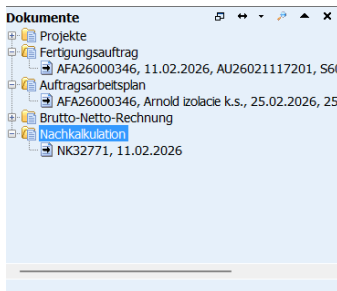 Dokumente
Projekte
Fertigungsauftrag
AFA26000346, 11.02.2026, AU26021117201, S60
Auftragsarbeitsplan
AFA26000346, Arnold izolacie k.s., 25.02.2026, 25
Brutto-Netto-Rechnung
Nachkalkulation
NK32771, 11.02.2026